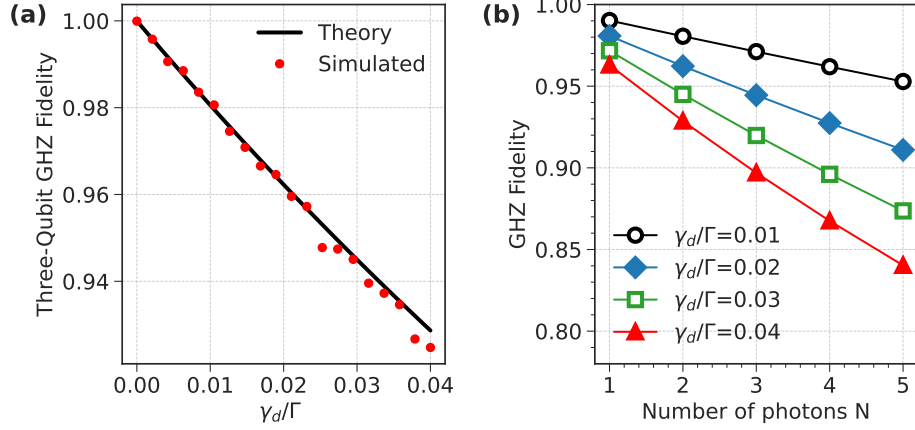 (a)
Three-Qubit GHZ Fidelity
1.00
0.98
0.96
0.94
Theory
Simulated
0.00 0.01 0.02 0.03 0.04
γd/Γ
(b)
GHZ Fidelity
1.00
0.95
0.90
0.85
0.80
γd/Γ=0.01
γd/Γ=0.02
γd/Γ=0.03
γd/Γ=0.04
1 2 3 4 5
Number of photons N